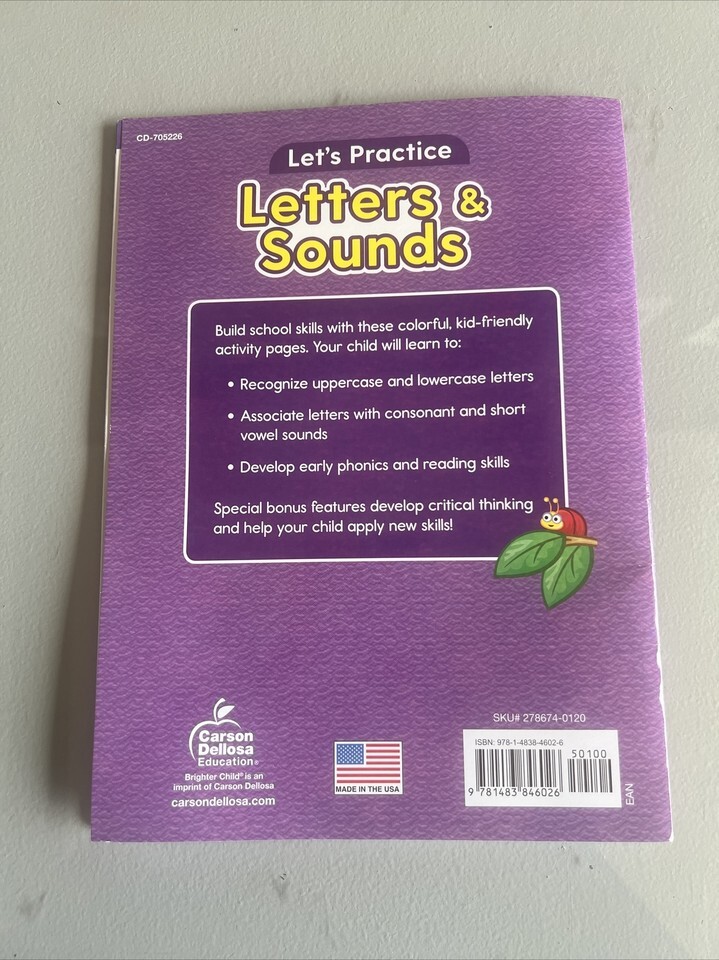 CD-705226
Let's Practice
Letters &
Sounds
Build school skills with these colorful, kid-friendly
activity pages. Your child will learn to:
• Recognize uppercase and lowercase letters
• Associate letters with consonant and short
vowel sounds
• Develop early phonics and reading skills
Special bonus features develop critical thinking
and help your child apply new skills!
Carson
Dellosa
Education®
Brighter Child® is an
imprint of Carson Dellosa
carsondellosa.com
MADE IN THE USA
SKU# 278674-0120
ISBN: 978-1-4838-4602-6
50100
9 781483 846026
EAN